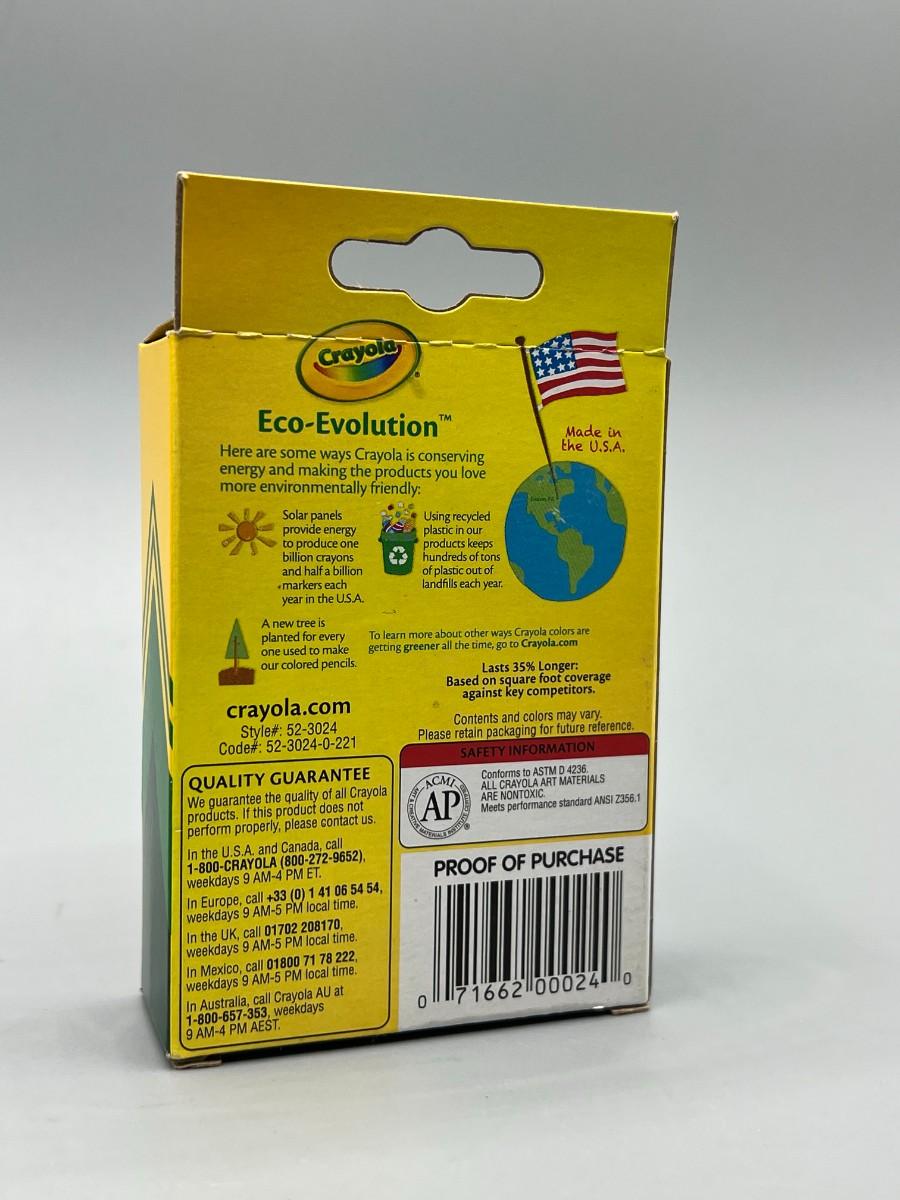 Crayola
Eco-Evolution™
Here are some ways Crayola is conserving
energy and making the products you love
more environmentally friendly:
Solar panels
provide energy
to produce one
billion crayons
and half a billion
markers each
year in the U.S.A.
Using recycled
plastic in our
products keeps
hundreds of tons
of plastic out of
landfills each year.
Made in
the U.S.A.
A new tree is
planted for every
one used to make
our colored pencils.
To learn more about other ways Crayola colors are
getting greener all the time, go to Crayola.com
Lasts 35% Longer:
Based on square foot coverage
against key competitors.
crayola.com
Style#: 52-3024
Code#: 52-3024-0-221
Contents and colors may vary.
Please retain packaging for future reference.
QUALITY GUARANTEE
We guarantee the quality of all Crayola
products. If this product does not
perform properly, please contact us.
In the U.S.A. and Canada, call
1-800-CRAYOLA (800-272-9652),
weekdays 9 AM-4 PM ET.
In Europe, call +33 (0) 1 41 06 54 54,
weekdays 9 AM-5 PM local time.
In the UK, call 01702 208170,
weekdays 9 AM-5 PM local time.
In Mexico, call 01800 71 78 222,
weekdays 9 AM-5 PM local time.
In Australia, call Crayola AU at
1-800-657-353, weekdays
9 AM-4 PM AEST.
SAFETY INFORMATION
ACMI
AP
ART & CREATIVE MATERIALS INSTITUTE CERTIFIED
®
Conforms to ASTM D 4236.
ALL CRAYOLA ART MATERIALS
ARE NONTOXIC.
Meets performance standard ANSI Z356.1
PROOF OF PURCHASE
0 71662 00024 0